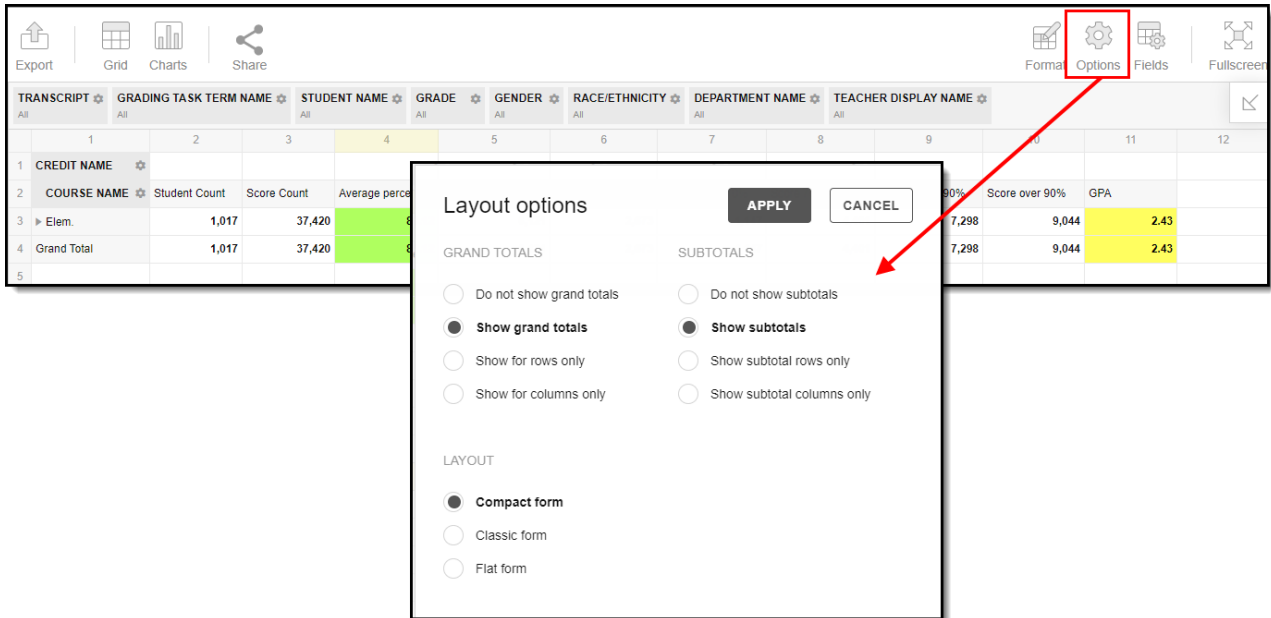 Export Grid Charts Share Format Options Fields Fullscreen
TRANSCRIPT GRADING TASK TERM NAME STUDENT NAME GRADE GENDER RACE/ETHNICITY DEPARTMENT NAME TEACHER DISPLAY NAME
All All All All All All All All
1 2 3 4 5 6 7 8 9 10 11 12
1 CREDIT NAME
2 COURSE NAME Student Count Score Count Average perce 90% Score over 90% GPA
3 Elem. 1,017 37,420 8 7,298 9,044 2.43
4 Grand Total 1,017 37,420 8 7,298 9,044 2.43
5
Layout options APPLY CANCEL
GRAND TOTALS SUBTOTALS
Do not show grand totals Do not show subtotals
Show grand totals Show subtotals
Show for rows only Show subtotal rows only
Show for columns only Show subtotal columns only
LAYOUT
Compact form
Classic form
Flat form